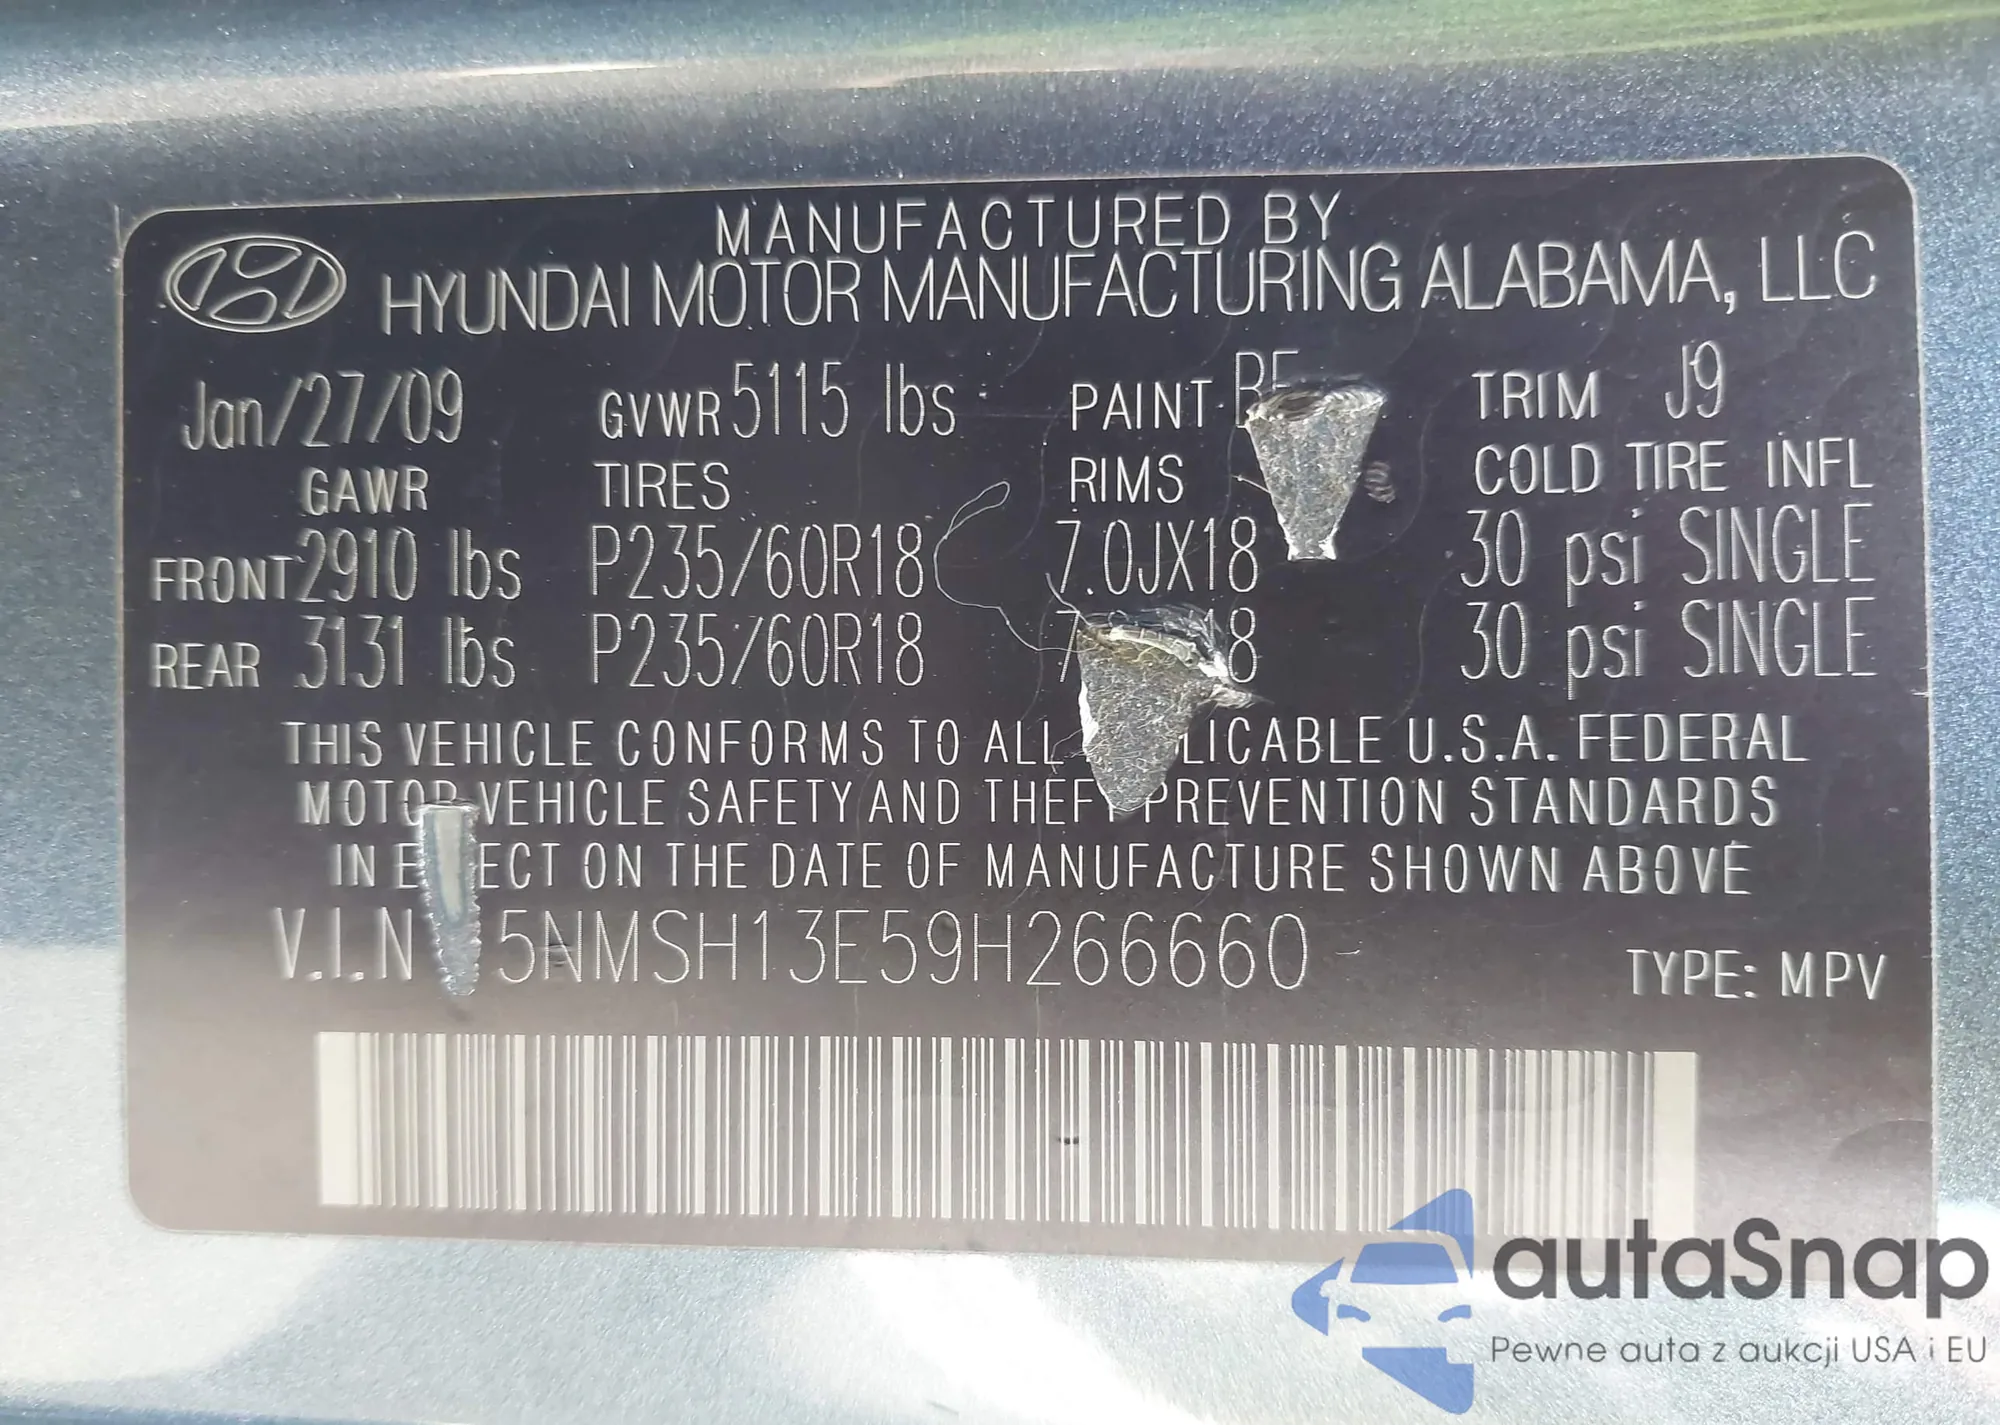 MANUFACTURED BY
HYUNDAI MOTOR MANUFACTURING ALABAMA, LLC
Jan/27/09 GVWR 5115 lbs PAINT TRIM J9
GAWR TIRES RIMS COLD TIRE INFL
FRONT 2910 lbs P235/60R18 7.0JX18 30 psi SINGLE
REAR 3131 lbs P235/60R18 30 psi SINGLE
THIS VEHICLE CONFORMS TO ALL U.S.A. FEDERAL
MOTOR VEHICLE SAFETY AND THEFT PREVENTION STANDARDS
IN ON THE DATE OF MANUFACTURE SHOWN ABOVE
V.I.N 5NMSH13E59H266660 TYPE: MPV
autaSnap
Pewne auta z aukcji USA i EU